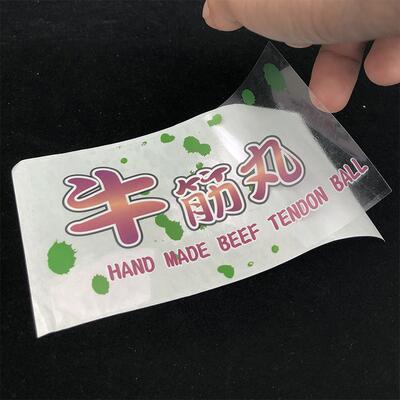 牛筋丸
HAND MADE BEEF TENDON BALL